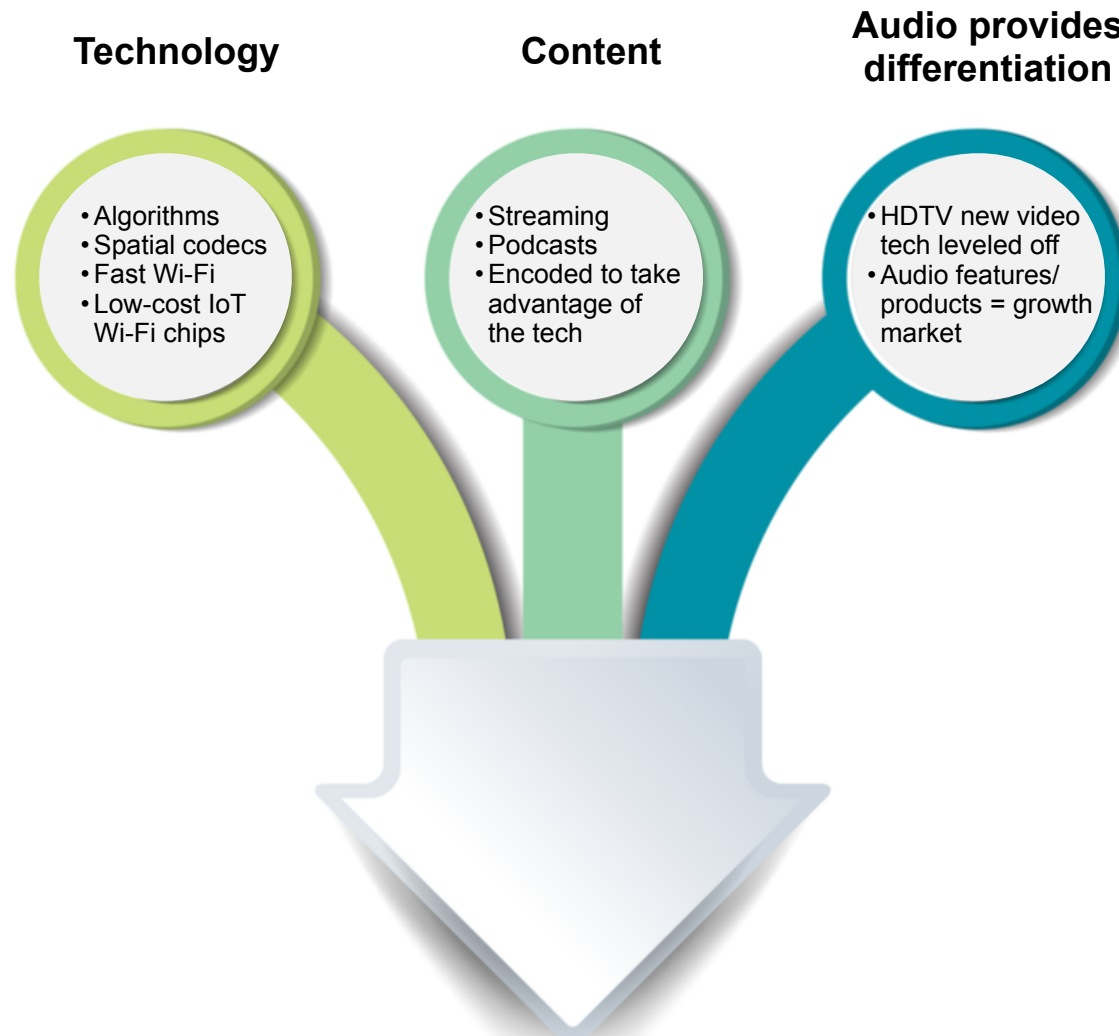 Technology
Content
Audio provides
differentiation
• Algorithms
• Spatial codecs
• Fast Wi-Fi
• Low-cost IoT
Wi-Fi chips
• Streaming
• Podcasts
• Encoded to take
advantage of
the tech
• HDTV new video
tech leveled off
• Audio features/
products = growth
market